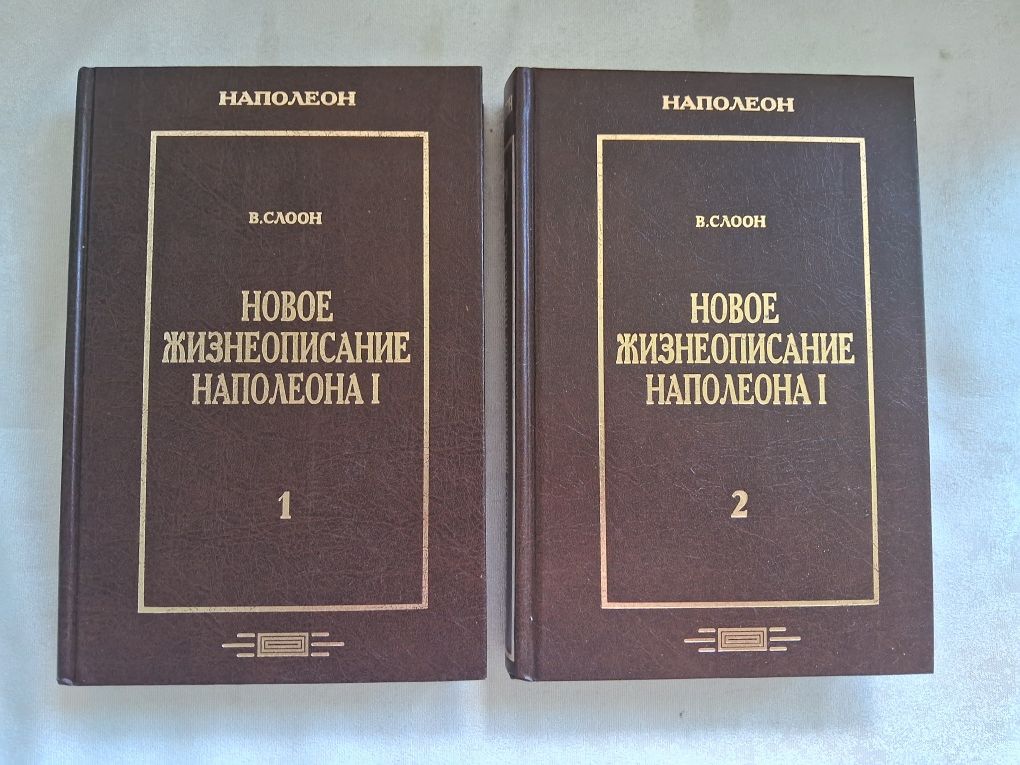 НАПОЛЕОН
В.СЛООН
НОВОЕ
ЖИЗНЕОПИСАНИЕ
НАПОЛЕОНА I
1
НАПОЛЕОН
В.СЛООН
НОВОЕ
ЖИЗНЕОПИСАНИЕ
НАПОЛЕОНА I
2